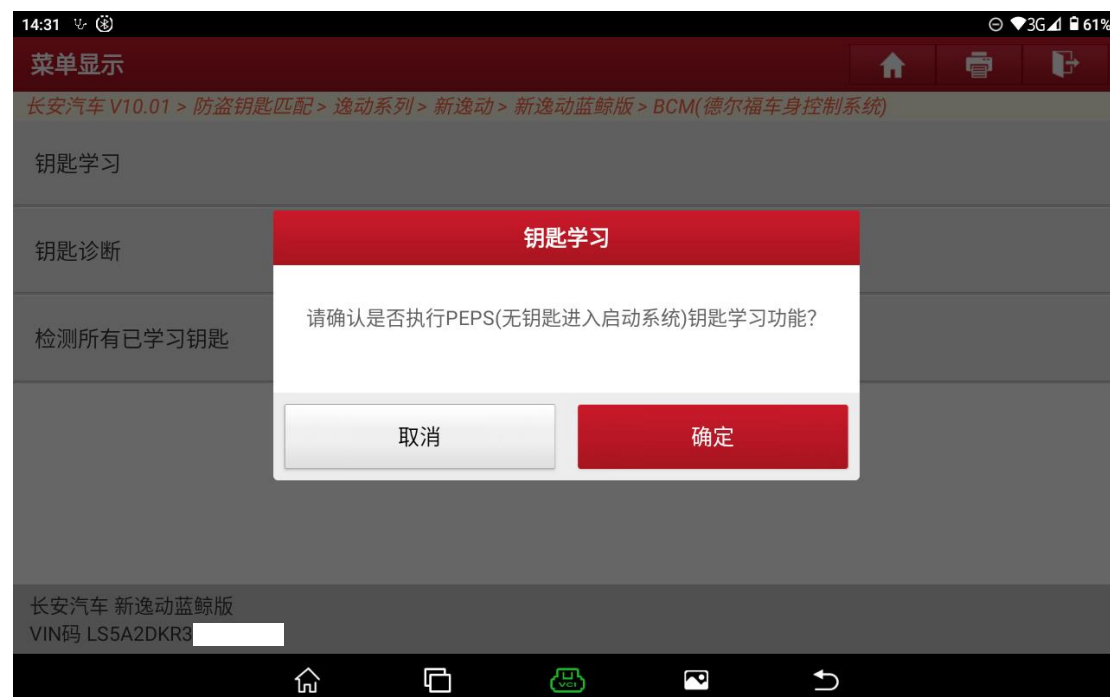 14:31 3G 61%
菜单显示
长安汽车 V10.01 > 防盗钥匙匹配 > 逸动系列 > 新逸动 > 新逸动蓝鲸版 > BCM(德尔福车身控制系统)
钥匙学习
钥匙诊断
检测所有已学习钥匙
钥匙学习
请确认是否执行PEPS(无钥匙进入启动系统)钥匙学习功能？
取消 确定
长安汽车 新逸动蓝鲸版
VIN码 LS5A2DKR3
VCI